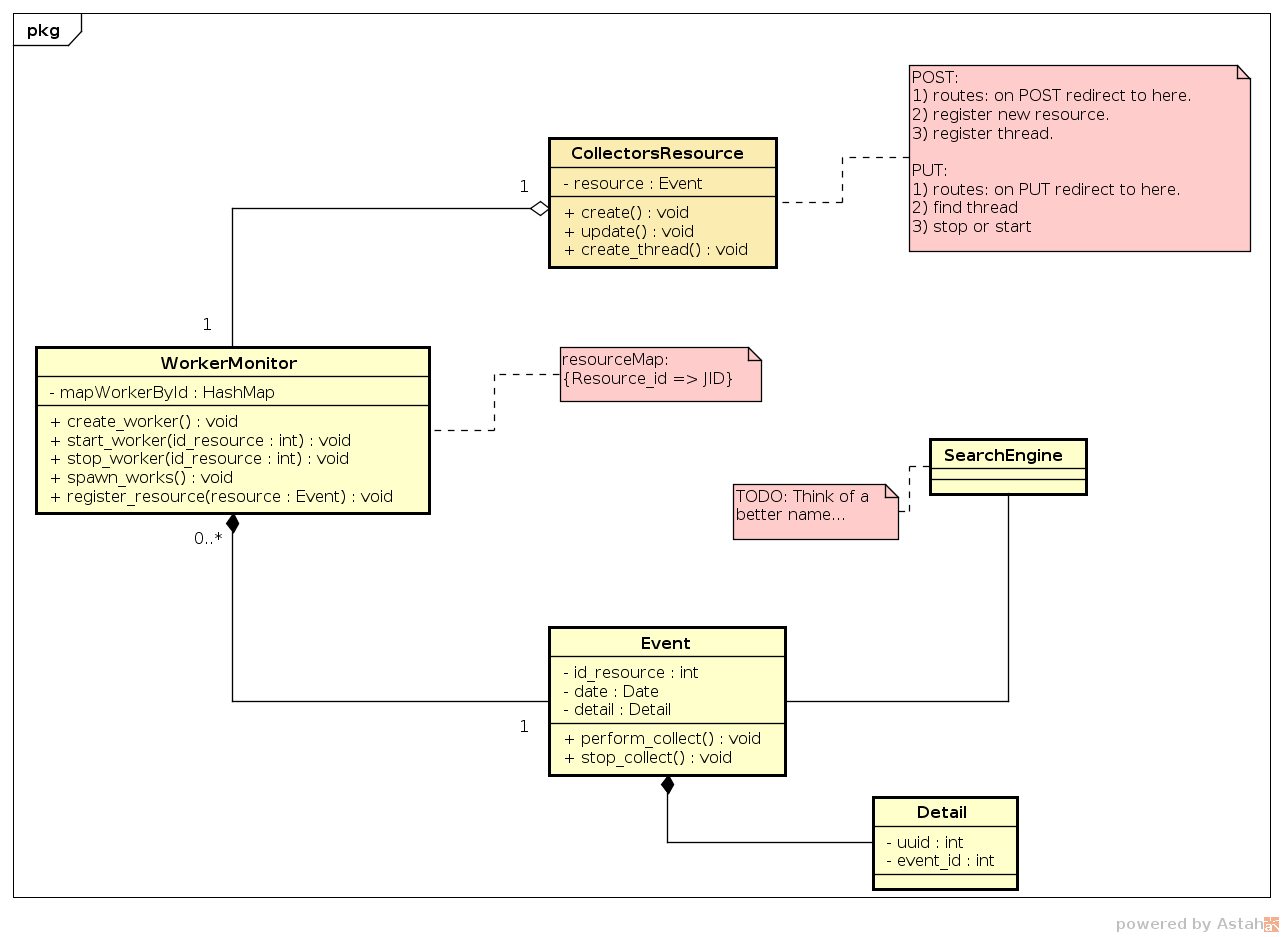 pkg
POST:
1) routes: on POST redirect to here.
2) register new resource.
3) register thread.
PUT:
1) routes: on PUT redirect to here.
2) find thread
3) stop or start
CollectorsResource
- resource : Event
+ create() : void
+ update() : void
+ create_thread() : void
1
1
WorkerMonitor
- mapWorkerById : HashMap
+ create_worker() : void
+ start_worker(id_resource : int) : void
+ stop_worker(id_resource : int) : void
+ spawn_works() : void
+ register_resource(resource : Event) : void
resourceMap:
{Resource_id => JID}
SearchEngine
TODO: Think of a
better name...
0..*
1
Event
- id_resource : int
- date : Date
- detail : Detail
+ perform_collect() : void
+ stop_collect() : void
Detail
- uuid : int
- event_id : int
powered by Astah